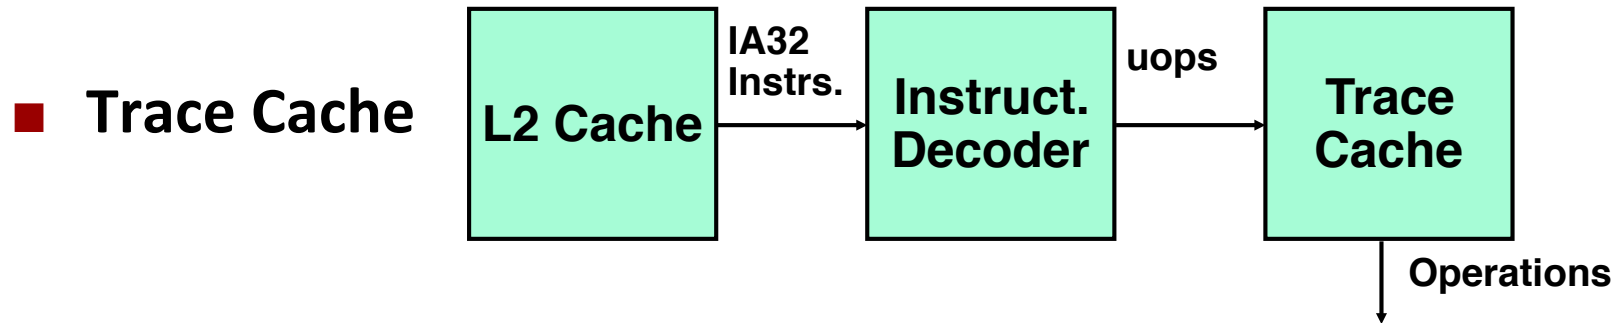 Trace Cache
L2 Cache
IA32
Instrs.
Instruct.
Decoder
uops
Trace
Cache
Operations